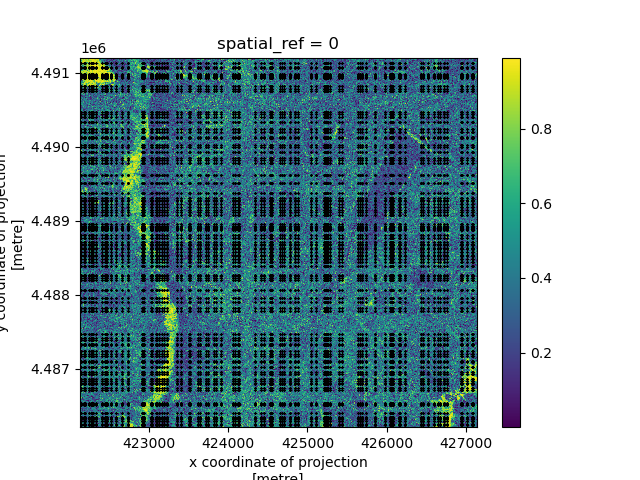 spatial_ref = 0
1e6
4.491
4.490
4.489
4.488
4.487
y coordinate of projection
[metre]
423000 424000 425000 426000 427000
x coordinate of projection
[metre]
0.8
0.6
0.4
0.2